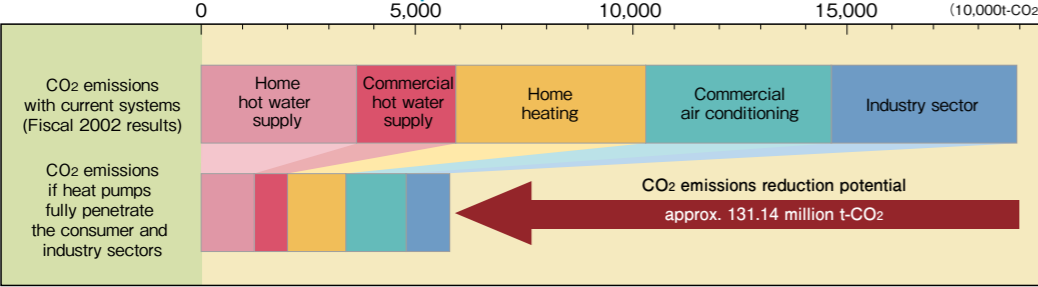 0 5,000 10,000 15,000 (10,000t-CO2
CO2 emissions
with current systems
(Fiscal 2002 results)
Home
hot water
supply
Commercial
hot water
supply
Home
heating
Commercial
air conditioning
Industry sector
CO2 emissions
if heat pumps
fully penetrate
the consumer and
industry sectors
CO2 emissions reduction potential
approx. 131.14 million t-CO2